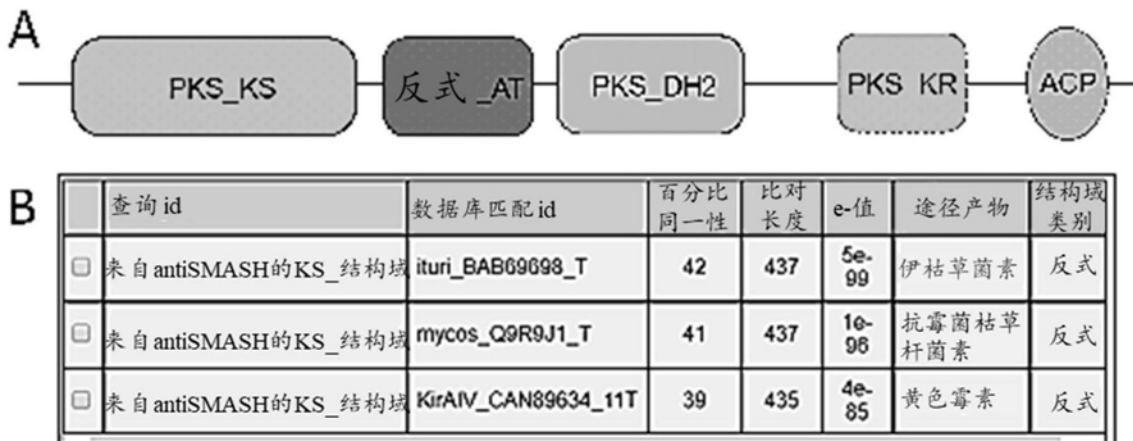 A
PKS_KS
反式_AT
PKS_DH2
PKS KR
ACP
B
查询id 数据库匹配id 百分比同一性 比对长度 e-值 途径产物 结构域类别
来自antiSMASH的KS_结构域 ituri_BAB69698_T 42 437 5e-99 伊枯草菌素 反式
来自antiSMASH的KS_结构域 mycos_Q9R9J1_T 41 437 1e-96 抗霉菌枯草杆菌素 反式
来自antiSMASH的KS_结构域 KirAIV_CAN89634_11T 39 435 4e-85 黄色霉素 反式